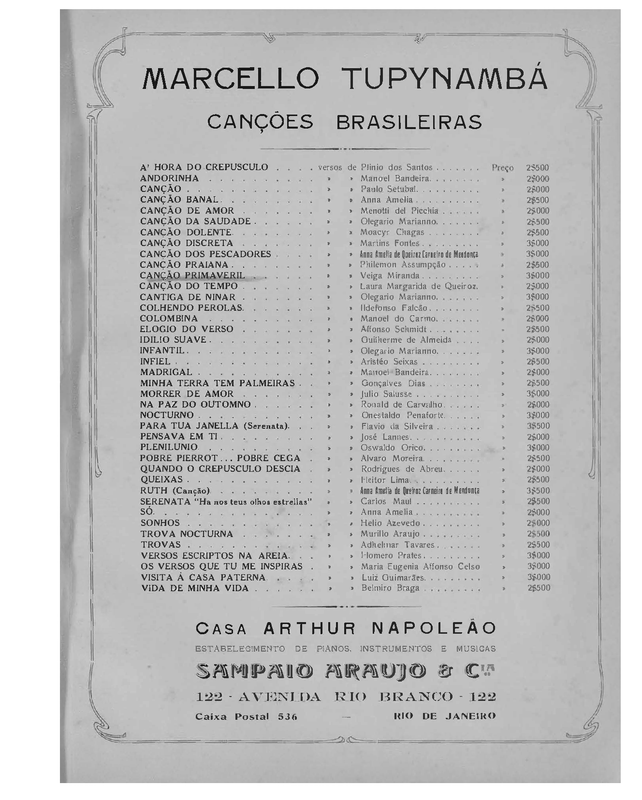 MARCELLO TUPYNAMBÁ
CANÇÕES BRASILEIRAS
A' HORA DO CREPUSCULO . . . . versos de Plinio dos Santos . . . . . . . Preço 2$500
ANDORINHA . . . . . . . . . . » » Manoel Bandeira. . . . . . . . » 2$000
CANÇÃO . . . . . . . . . . . » » Paulo Setubal. . . . . . . . . » 2$000
CANÇÃO BANAL. . . . . . . . . » » Anna Amelia . . . . . . . . . » 2$500
CANÇÃO DE AMOR . . . . . . . » » Menotti del Picchia . . . . . . » 2$000
CANÇÃO DA SAUDADE . . . . . . » » Olegario Marianno. . . . . . . » 2$500
CANÇÃO DOLENTE. . . . . . . . » » Moacyr Chagas . . . . . . . . » 2$500
CANÇÃO DISCRETA . . . . . . . » » Martins Fontes . . . . . . . . » 3$000
CANÇÃO DOS PESCADORES . . . . » » Anna Amelia de Queiroz Carneiro de Mendonça » 3$000
CANÇÃO PRAIANA. . . . . . . . » » Philemon Assumpção . . . . . . » 2$500
CANÇÃO PRIMAVERIL . . . . . . » » Veiga Miranda . . . . . . . . » 3$000
CANÇÃO DO TEMPO . . . . . . . » » Laura Margarida de Queiroz. » 2$000
CANTIGA DE NINAR . . . . . . . » » Olegario Marianno. . . . . . . » 3$000
COLHENDO PEROLAS. . . . . . . » » Ildefonso Falcão . . . . . . . » 2$500
COLOMBINA . . . . . . . . . . » » Manoel do Carmo. . . . . . . . » 2$000
ELOGIO DO VERSO . . . . . . . » » Affonso Schmidt . . . . . . . . » 2$500
IDILIO SUAVE. . . . . . . . . » » Guilherme de Almeida . . . . . » 2$000
INFANTIL. . . . . . . . . . . » » Olegario Marianno. . . . . . . » 3$000
INFIEL . . . . . . . . . . . » » Aristêo Seixas . . . . . . . . » 2$500
MADRIGAL . . . . . . . . . . » » Manoel Bandeira. . . . . . . . » 2$000
MINHA TERRA TEM PALMEIRAS . . » » Gonçalves Dias . . . . . . . . » 2$500
MORRER DE AMOR . . . . . . . » » Julio Salusse . . . . . . . . » 3$000
NA PAZ DO OUTOMNO . . . . . . » » Ronald de Carvalho . . . . . . » 2$000
NOCTURNO . . . . . . . . . . » » Onestaldo Penaforte. . . . . . » 3$000
PARA TUA JANELLA (Serenata). . . » » Flavio da Silveira . . . . . . » 3$500
PENSAVA EM TI . . . . . . . . » » José Lannes. . . . . . . . . . » 2$000
PLENILUNIO . . . . . . . . . » » Oswaldo Orico. . . . . . . . . » 3$000
POBRE PIERROT... POBRE CEGA . » » Alvaro Moreira. . . . . . . . » 2$500
QUANDO O CREPUSCULO DESCIA . » » Rodrigues de Abreu. . . . . . . » 2$000
QUEIXAS . . . . . . . . . . . » » Heitor Lima . . . . . . . . . » 2$500
RUTH (Canção) . . . . . . . . » » Anna Amelia de Queiroz Carneiro de Mendonça » 3$500
SERENATA "Ha nos teus olhos estrellas" » » Carlos Maul . . . . . . . . . » 2$500
SÓ. . . . . . . . . . . . . . » » Anna Amelia . . . . . . . . . » 2$000
SONHOS . . . . . . . . . . . » » Helio Azevedo . . . . . . . . » 2$000
TROVA NOCTURNA . . . . . . . » » Murillo Araujo . . . . . . . . » 2$500
TROVAS . . . . . . . . . . . » » Adhelmar Tavares. . . . . . . » 2$500
VERSOS ESCRIPTOS NA AREIA. . . » » Homero Prates. . . . . . . . . » 3$000
OS VERSOS QUE TU ME INSPIRAS . » » Maria Eugenia Affonso Celso » 3$000
VISITA Á CASA PATERNA. . . . . » » Luiz Guimarães. . . . . . . . » 3$000
VIDA DE MINHA VIDA . . . . . . » » Belmiro Braga . . . . . . . . » 2$500
CASA ARTHUR NAPOLEÃO
ESTABELECIMENTO DE PIANOS, INSTRUMENTOS E MUSICAS
SAMPAIO ARAUJO & CIA
122 - AVENIDA RIO BRANCO - 122
Caixa Postal 536 — RIO DE JANEIRO